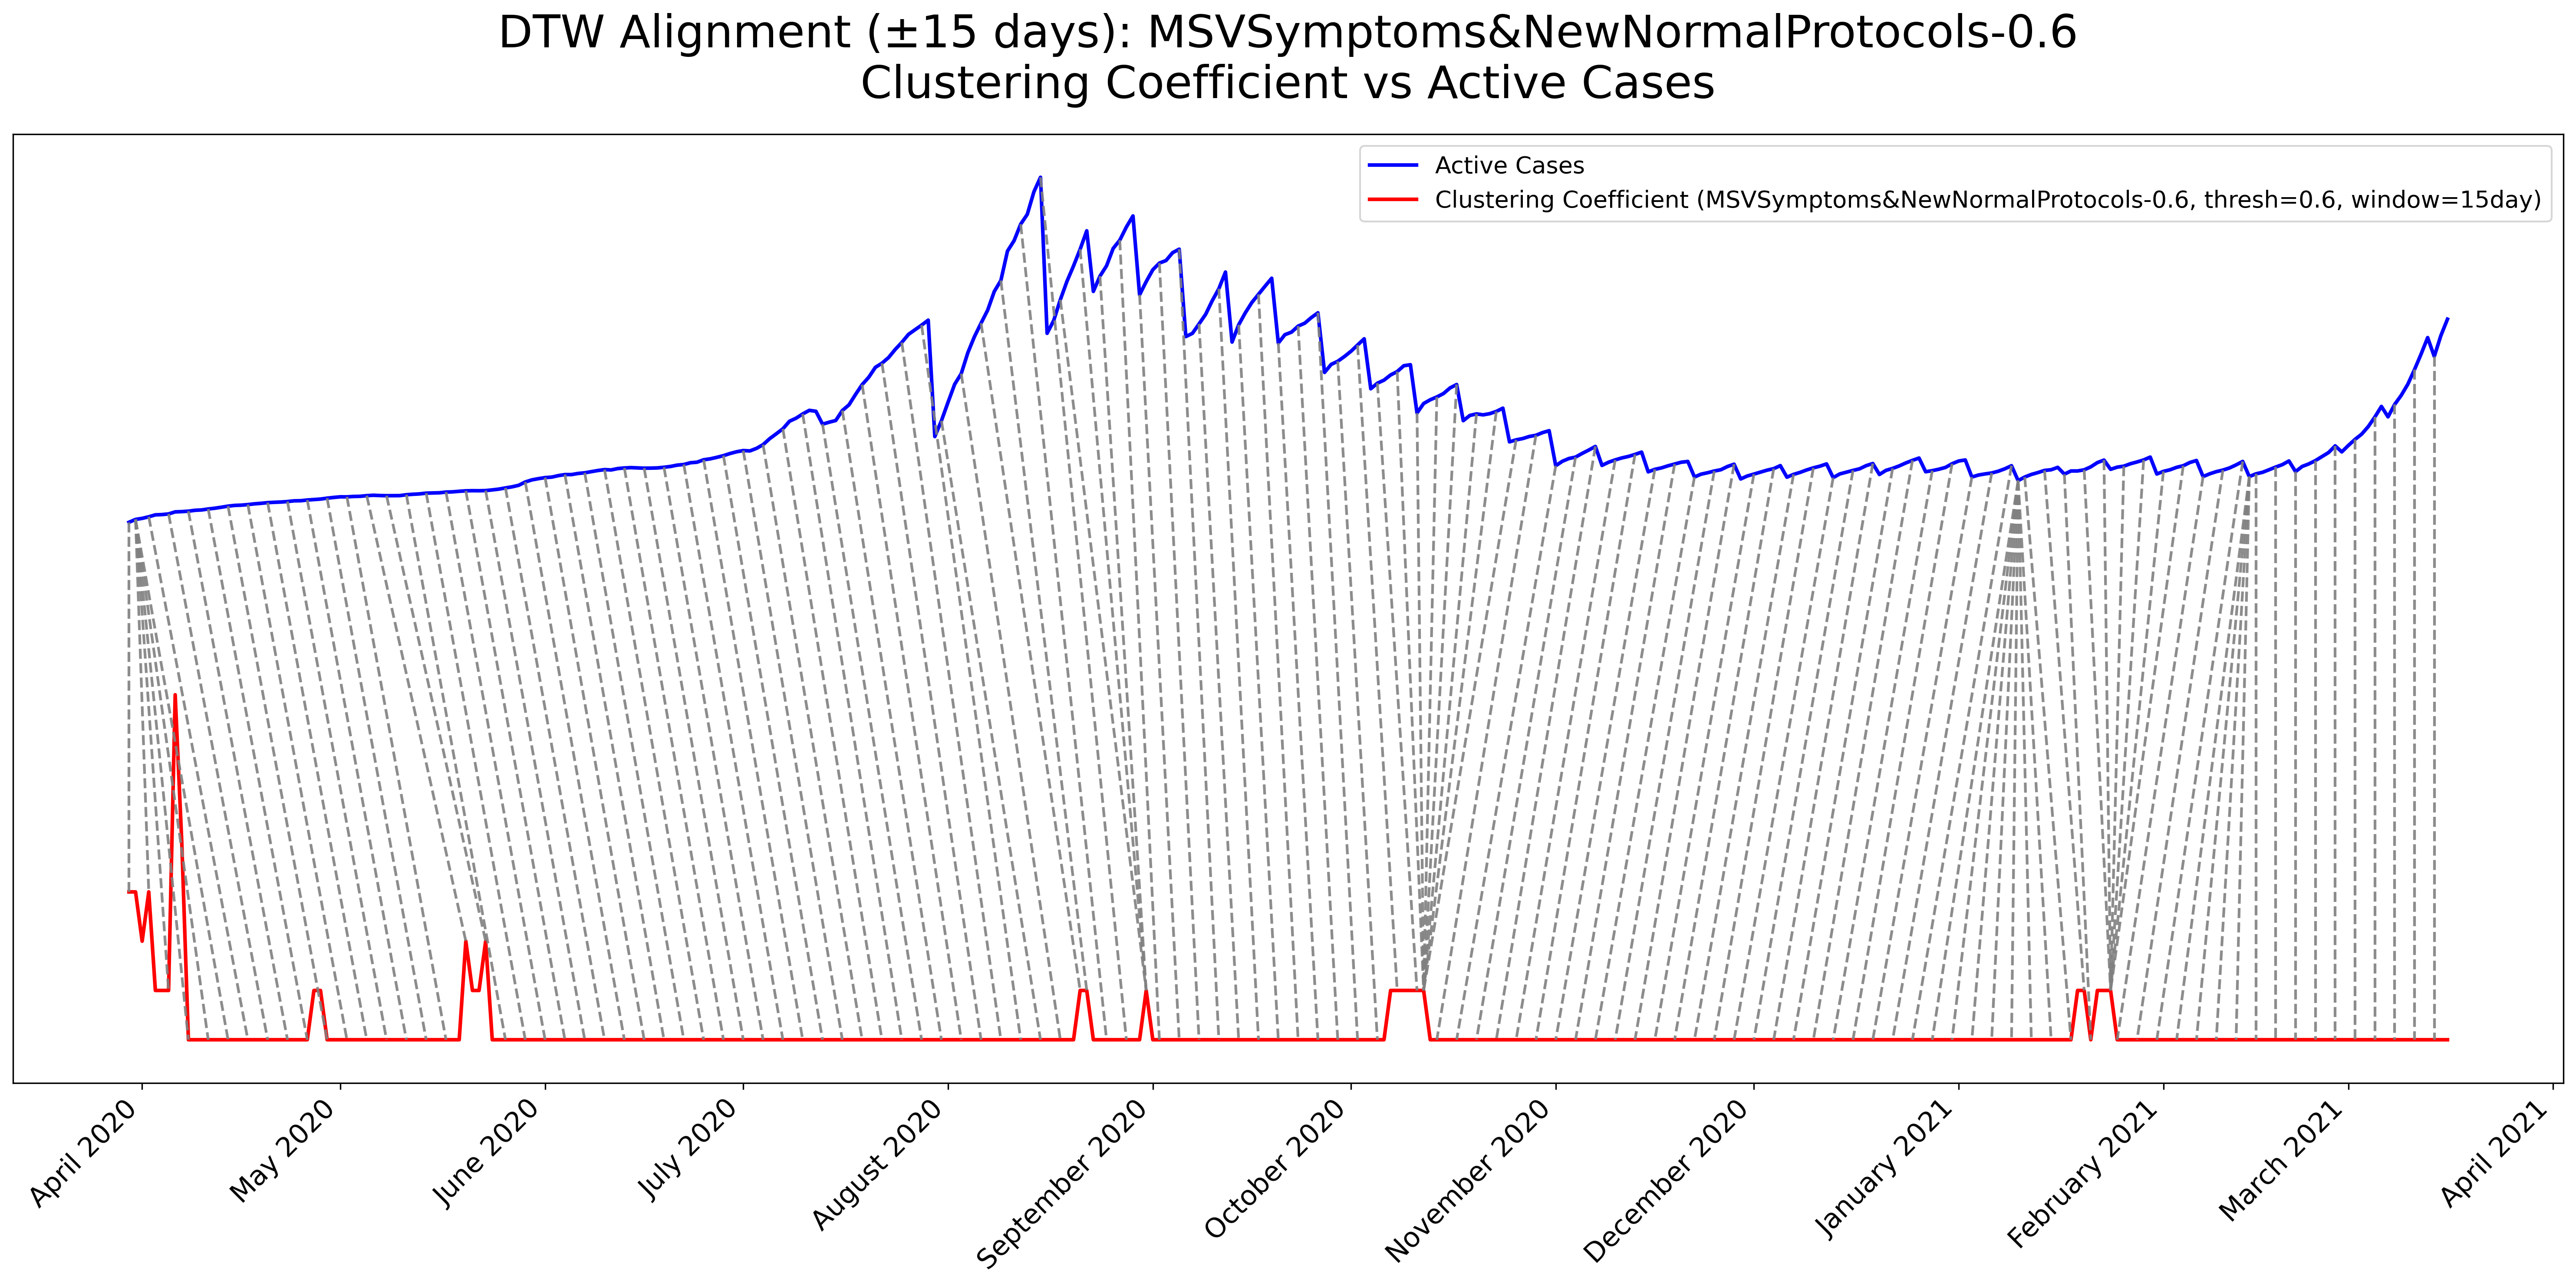 DTW Alignment (±15 days): MSVSymptoms&NewNormalProtocols-0.6
Clustering Coefficient vs Active Cases
Active Cases
Clustering Coefficient (MSVSymptoms&NewNormalProtocols-0.6, thresh=0.6, window=15day)
April 2020
May 2020
June 2020
July 2020
August 2020
September 2020
October 2020
November 2020
December 2020
January 2021
February 2021
March 2021
April 2021